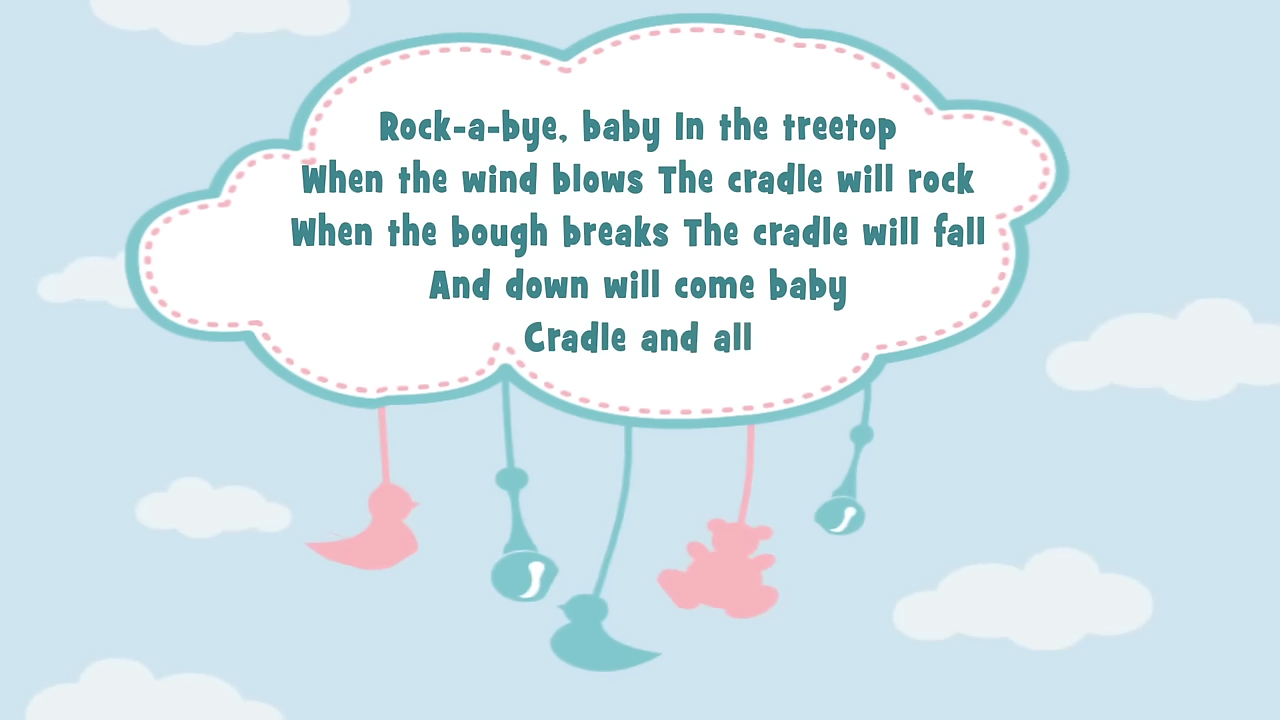 Rock-a-bye, baby In the treetop
When the wind blows The cradle will rock
When the bough breaks The cradle will fall
And down will come baby
Cradle and all